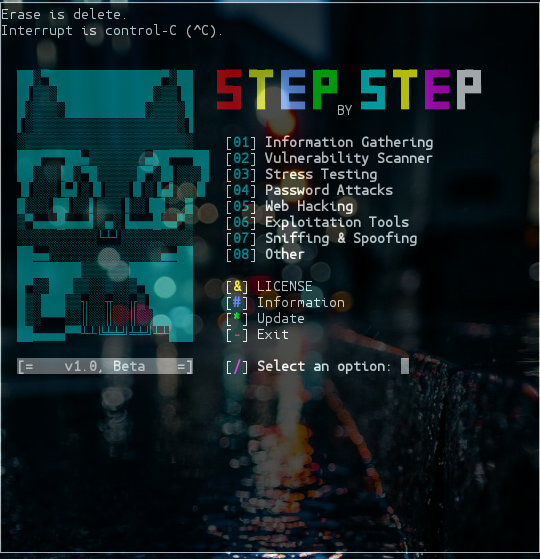 Erase is delete.
Interrupt is control-C (^C).
STEP BY STEP
[01] Information Gathering
[02] Vulnerability Scanner
[03] Stress Testing
[04] Password Attacks
[05] Web Hacking
[06] Exploitation Tools
[07] Sniffing & Spoofing
[08] Other
[&] LICENSE
[#] Information
[*] Update
[-] Exit
[= v1.0, Beta =]
[/] Select an option: